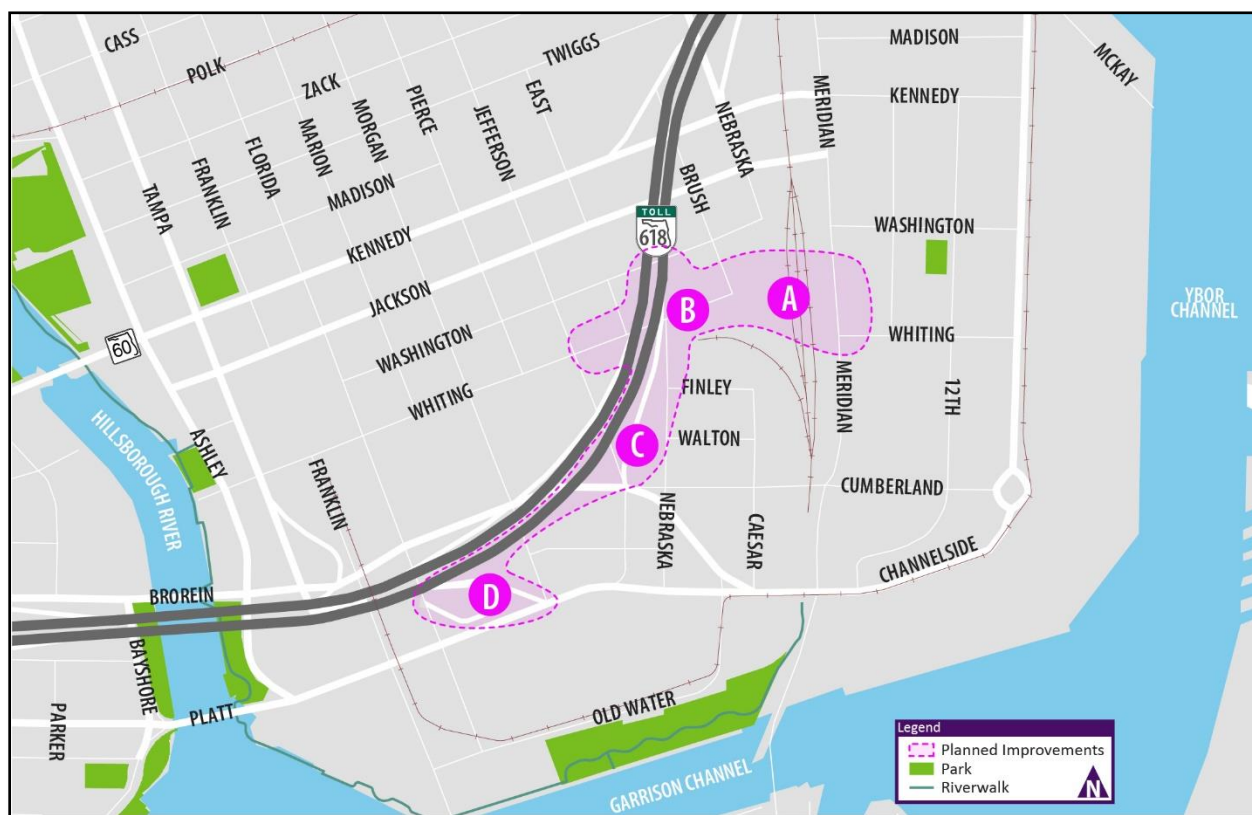 CASS
POLK
ZACK
TWIGGS
MADISON
MCKAY
KENNEDY
MERIDIAN
NEBRASKA
BRUSH
EAST
JEFFERSON
PIERCE
MORGAN
MARION
FLORIDA
FRANKLIN
TAMPA
MADISON
KENNEDY
JACKSON
WASHINGTON
WHITING
TOLL
618
WASHINGTON
A
B
WHITING
YBOR
CHANNEL
60
HILLSBOROUGH RIVER
ASHLEY
FRANKLIN
FINLEY
WALTON
C
MERIDIAN
12TH
CUMBERLAND
NEBRASKA
CAESAR
CHANNELSIDE
BROREIN
D
BAYSHORE
PLATT
PARKER
OLD WATER
GARRISON CHANNEL
Legend
Planned Improvements
Park
Riverwalk
N